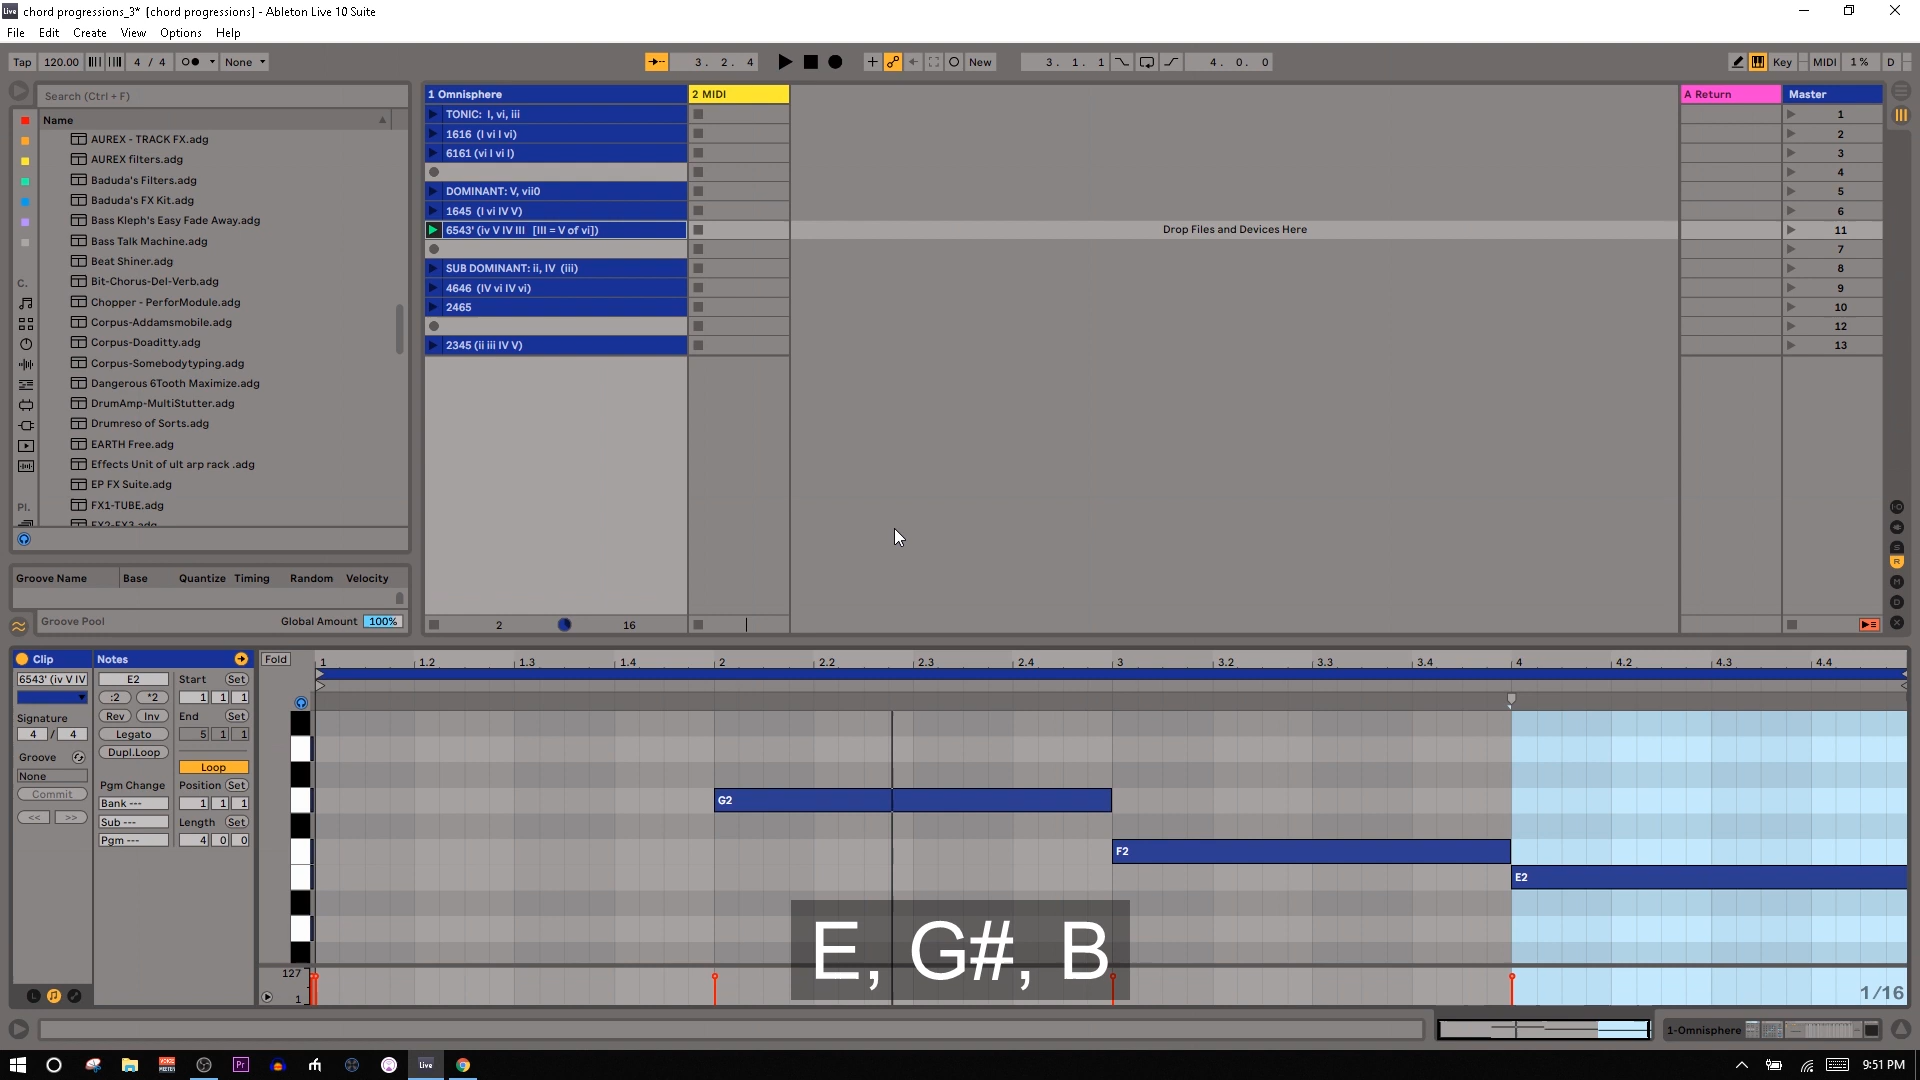 chord progressions_3* [chord progressions] - Ableton Live 10 Suite
File Edit Create View Options Help
Tap 120.00 4 / 4 None 3. 2. 4 New 3. 1. 1 4. 0. 0 Key MIDI 1 % D
Search (Ctrl + F)
Name
AUREX - TRACK FX.adg
AUREX filters.adg
Baduda's Filters.adg
Baduda's FX Kit.adg
Bass Kleph's Easy Fade Away.adg
Bass Talk Machine.adg
Beat Shiner.adg
Bit-Chorus-Del-Verb.adg
Chopper - PerforModule.adg
Corpus-Addamsmobile.adg
Corpus-Doaditty.adg
Corpus-Somebodytyping.adg
Dangerous 6Tooth Maximize.adg
DrumAmp-MultiStutter.adg
Drumreso of Sorts.adg
EARTH Free.adg
Effects Unit of ult arp rack .adg
EP FX Suite.adg
FX1-TUBE.adg
FX2-FX3.adg
C.
Pl.
1 Omnisphere
TONIC: I, vi, iii
1616 (I vi I vi)
6161 (vi I vi I)
DOMINANT: V, vii0
1645 (I vi IV V)
6543' (iv V IV III [III = V of vi])
SUB DOMINANT: ii, IV (iii)
4646 (IV vi IV vi)
2465
2345 (ii iii IV V)
2 16
2 MIDI
Drop Files and Devices Here
A Return
Master
1
2
3
4
5
6
11
7
8
9
10
12
13
Groove Name Base Quantize Timing Random Velocity
Groove Pool Global Amount 100%
Clip
6543' (iv V IV
Signature
4 / 4
Groove
None
Commit
<< >>
Notes
E2
:2 *2
Rev Inv
Legato
Dupl.Loop
Pgm Change
Bank ---
Sub ---
Pgm ---
Start Set
1 1 1
End Set
5 1 1
Loop
Position Set
1 1 1
Length Set
4 0 0
Fold
1 1.2 1.3 1.4 2 2.2 2.3 2.4 3 3.2 3.3 3.4 4 4.2 4.3 4.4
G2
F2
E2
E, G#, B
127
1
1/16
1-Omnisphere
9:51 PM